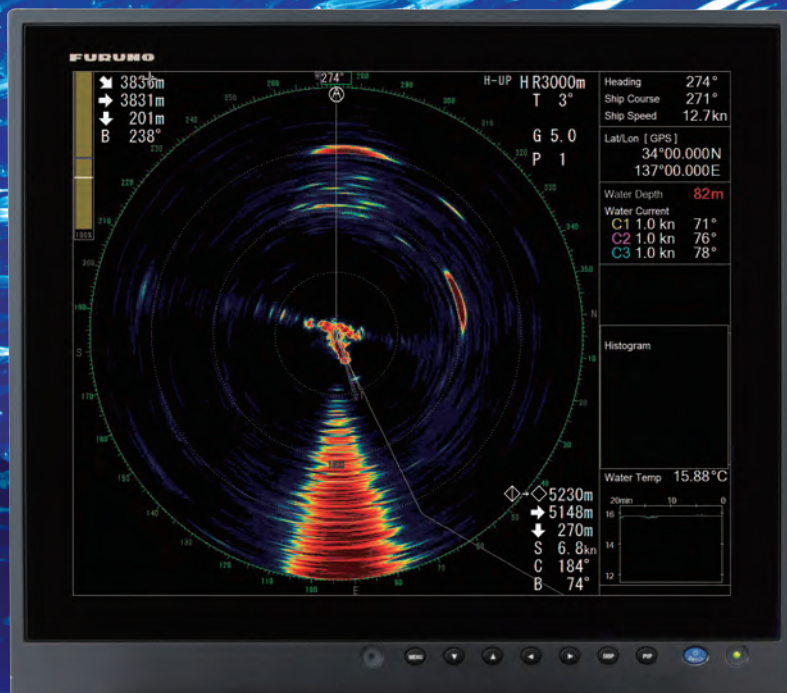 FURUNO
3836m
3831m
201m
B 238°
274°
H-UP H R3000m
T 3°
G 5.0
P 1
100%
Heading 274°
Ship Course 271°
Ship Speed 12.7kn
Lat/Lon [GPS]
34°00.000N
137°00.000E
Water Depth 82m
Water Current
C1 1.0 kn 71°
C2 1.0 kn 76°
C3 1.0 kn 78°
Histogram
Water Temp 15.88°C
20min 10 0
16
14
12
5230m
5148m
270m
S 6.8kn
C 184°
B 74°
N
S
E
MENU
DISP